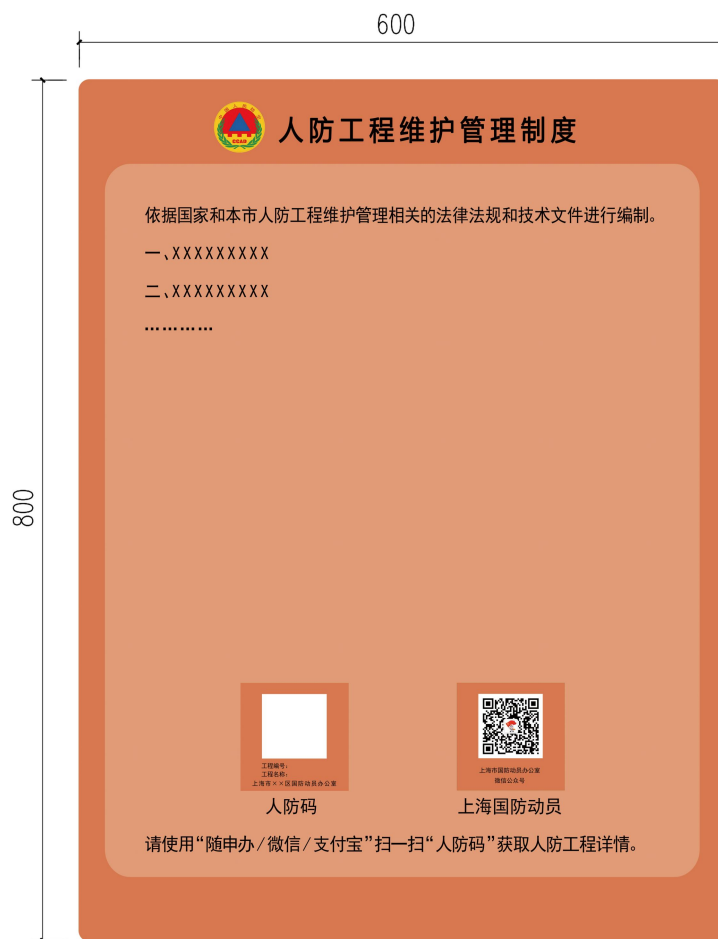 600
人防工程维护管理制度
CCAD
800
依据国家和本市人防工程维护管理相关的法律法规和技术文件进行编制。
一、XXXXXXXXX
二、XXXXXXXXX
…………
工程编号：
工程名称：
上海市××区国防动员办公室
人防码
上海市国防动员办公室
微信公众号
上海国防动员
请使用“随申办/微信/支付宝”扫一扫“人防码”获取人防工程详情。